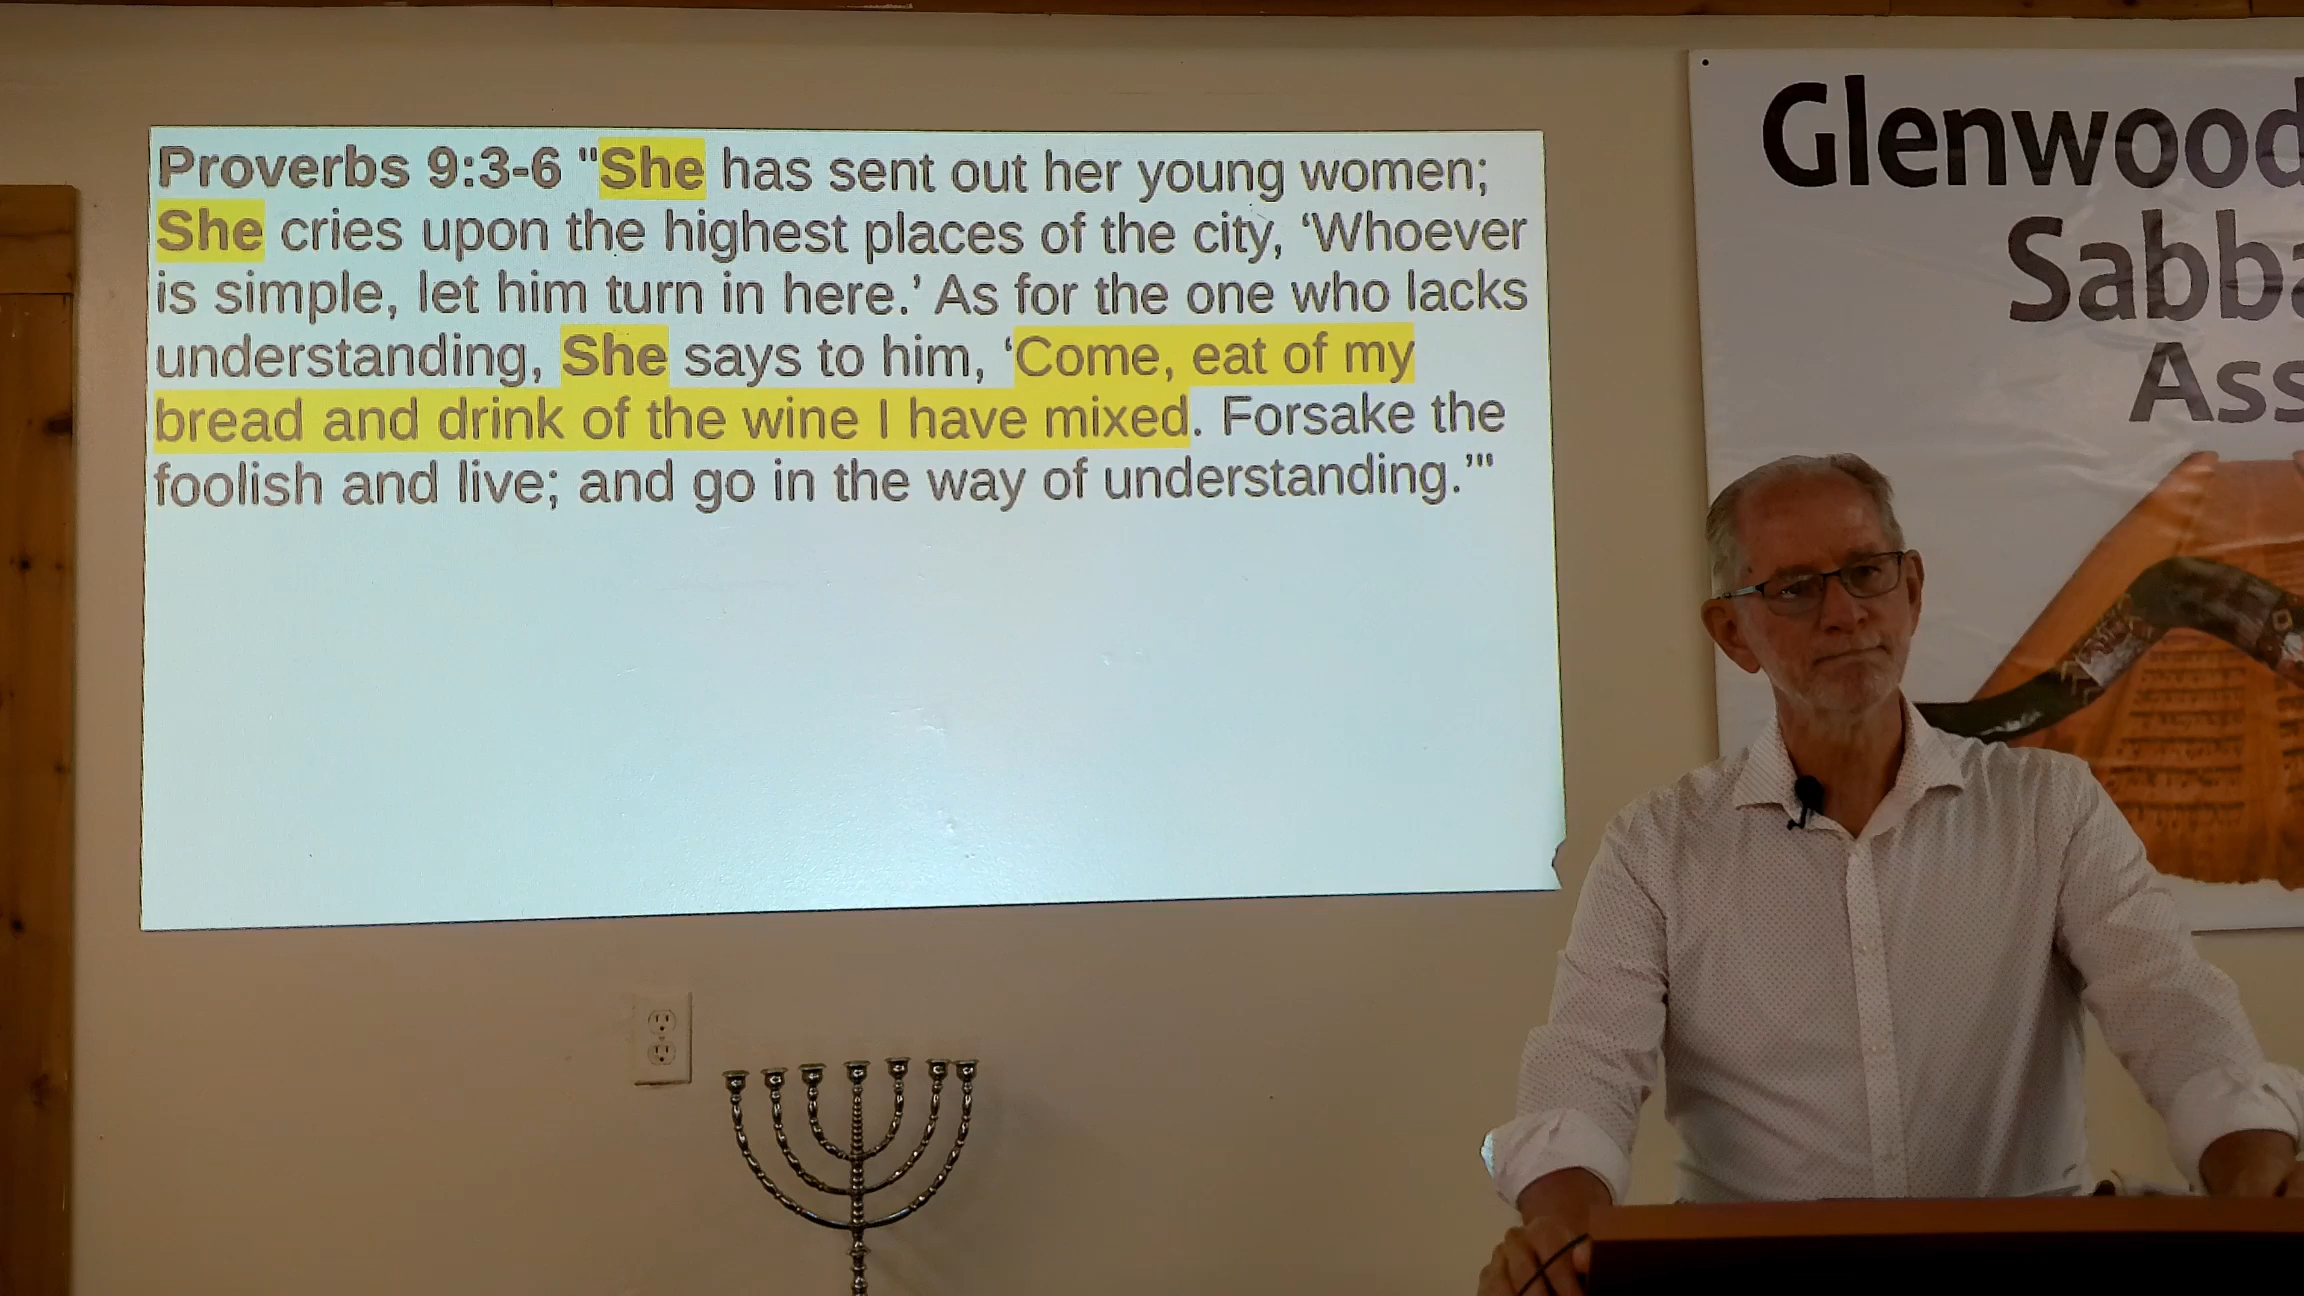 Proverbs 9:3-6 "She has sent out her young women;
She cries upon the highest places of the city, ‘Whoever
is simple, let him turn in here.’ As for the one who lacks
understanding, She says to him, ‘Come, eat of my
bread and drink of the wine I have mixed. Forsake the
foolish and live; and go in the way of understanding.’"
Glenwood
Sabba
Ass